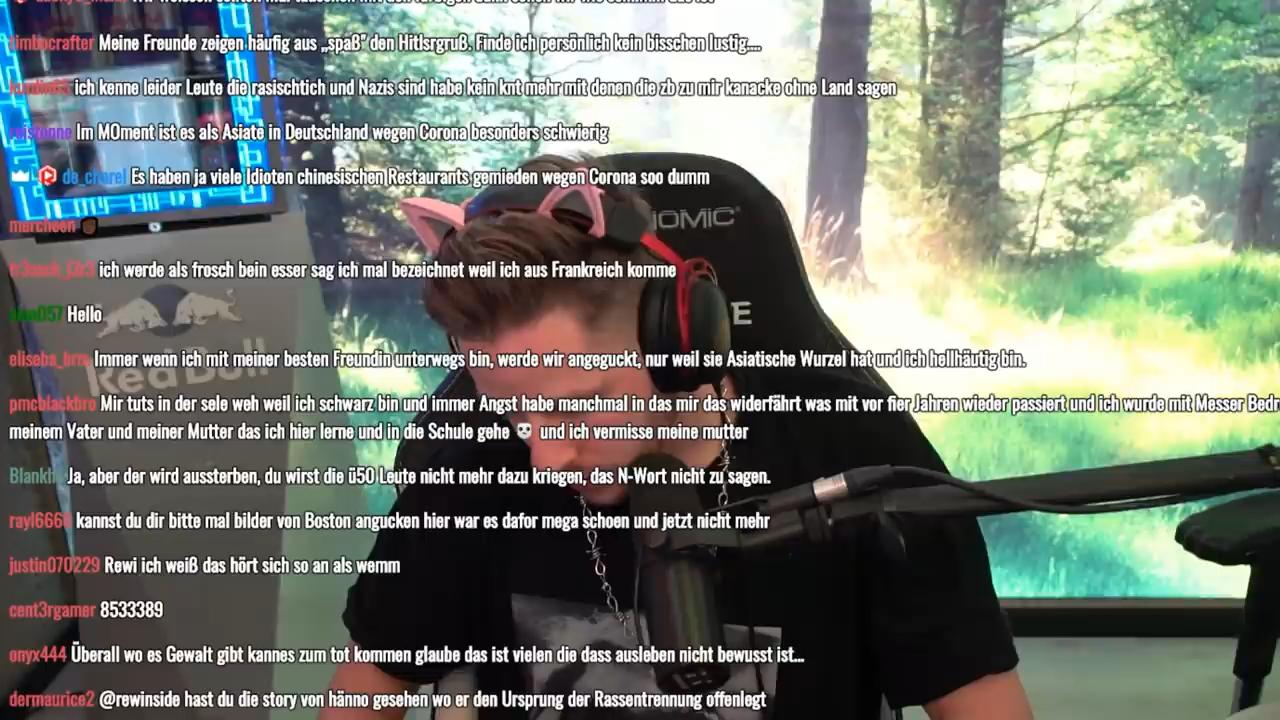 timbocrafter Meine Freunde zeigen häufig aus „spaß" den Hitlsrgruß. Finde ich persönlich kein bisschen lustig....
ich kenne leider Leute die rasischtich und Nazis sind habe kein knt mehr mit denen die zb zu mir kanacke ohne Land sagen
Im MOment ist es als Asiate in Deutschland wegen Corona besonders schwierig
Es haben ja viele Idioten chinesischen Restaurants gemieden wegen Corona soo dumm
marcheen
ich werde als frosch bein esser sag ich mal bezeichnet weil ich aus Frankreich komme
Hello
Immer wenn ich mit meiner besten Freundin unterwegs bin, werde wir angeguckt, nur weil sie Asiatische Wurzel hat und ich hellhäutig bin.
pmcblackbro Mir tuts in der sele weh weil ich schwarz bin und immer Angst habe manchmal in das mir das widerfährt was mit vor fier Jahren wieder passiert und ich wurde mit Messer Bedr
meinem Vater und meiner Mutter das ich hier lerne und in die Schule gehe und ich vermisse meine mutter
Ja, aber der wird aussterben, du wirst die ü50 Leute nicht mehr dazu kriegen, das N-Wort nicht zu sagen.
kannst du dir bitte mal bilder von Boston angucken hier war es dafor mega schoen und jetzt nicht mehr
justin070229 Rewi ich weiß das hört sich so an als wemm
cent3rgamer 8533389
onyx444 Überall wo es Gewalt gibt kannes zum tot kommen glaube das ist vielen die dass ausleben nicht bewusst ist...
dermaurice2 @rewinside hast du die story von hänno gesehen wo er den Ursprung der Rassentrennung offenlegt
Red Bull